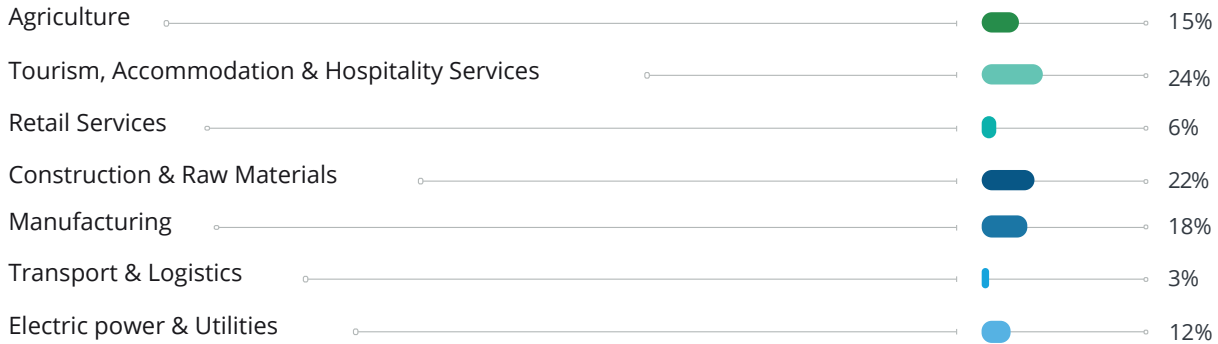 Agriculture 15%
Tourism, Accommodation & Hospitality Services 24%
Retail Services 6%
Construction & Raw Materials 22%
Manufacturing 18%
Transport & Logistics 3%
Electric power & Utilities 12%